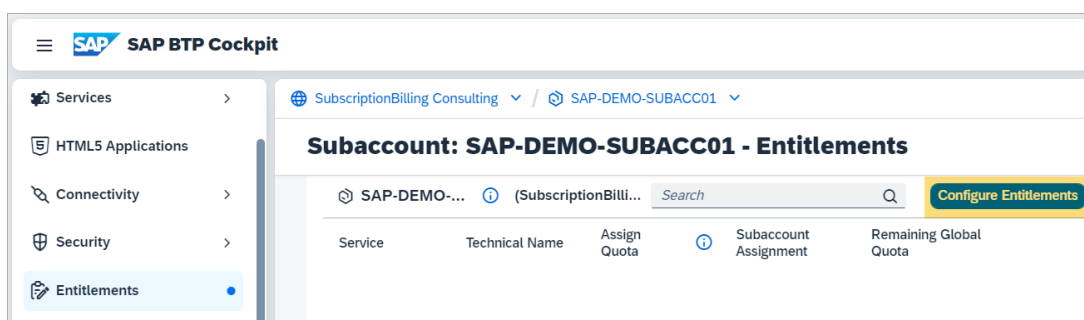 SAP SAP BTP Cockpit
Services
HTML5 Applications
Connectivity
Security
Entitlements
SubscriptionBilling Consulting / SAP-DEMO-SUBACC01
Subaccount: SAP-DEMO-SUBACC01 - Entitlements
SAP-DEMO-... (SubscriptionBilli... Search Configure Entitlements
Service Technical Name Assign Quota Subaccount Assignment Remaining Global Quota